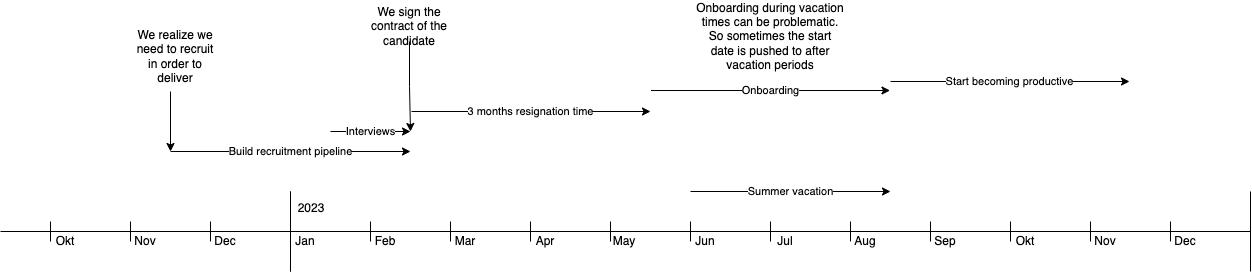 We realize we
need to recruit
in order to
deliver
We sign the
contract of the
candidate
Onboarding during vacation
times can be problematic.
So sometimes the start
date is pushed to after
vacation periods
Start becoming productive
Onboarding
3 months resignation time
Interviews
Build recruitment pipeline
Summer vacation
2023
Okt Nov Dec Jan Feb Mar Apr May Jun Jul Aug Sep Okt Nov Dec